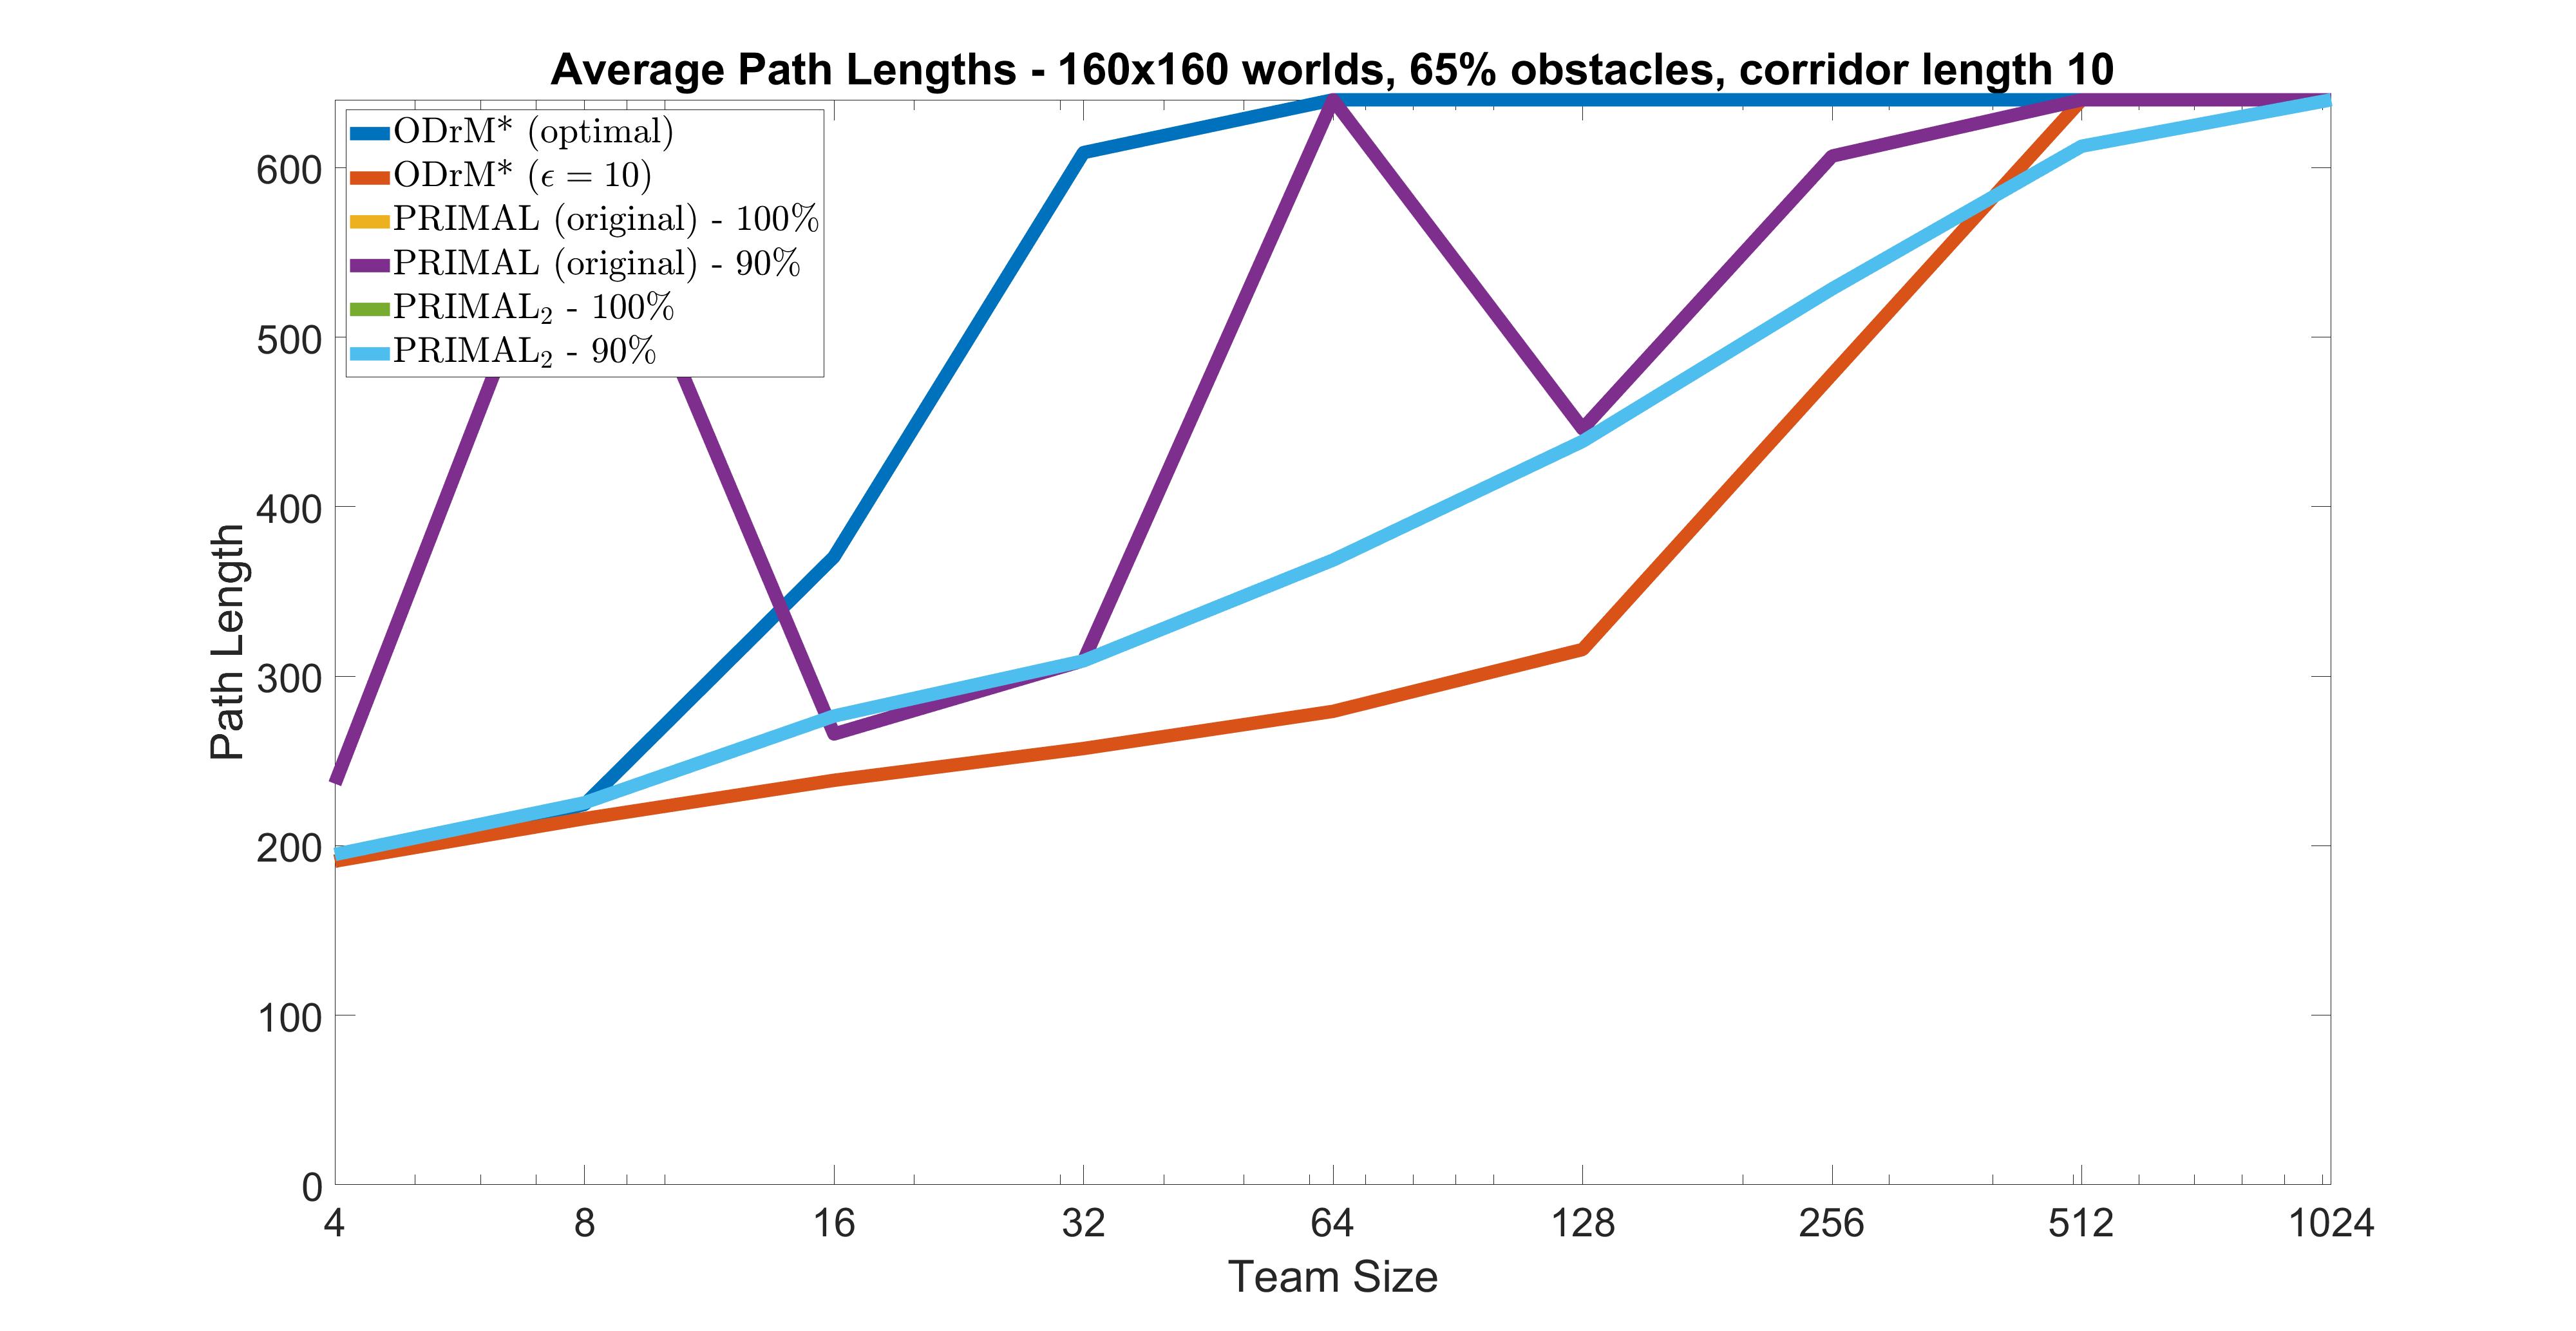 Average Path Lengths - 160x160 worlds, 65% obstacles, corridor length 10
ODrM* (optimal)
ODrM* (ϵ = 10)
PRIMAL (original) - 100%
PRIMAL (original) - 90%
PRIMAL₂ - 100%
PRIMAL₂ - 90%
600
500
400
300
200
100
0
Path Length
4 8 16 32 64 128 256 512 1024
Team Size